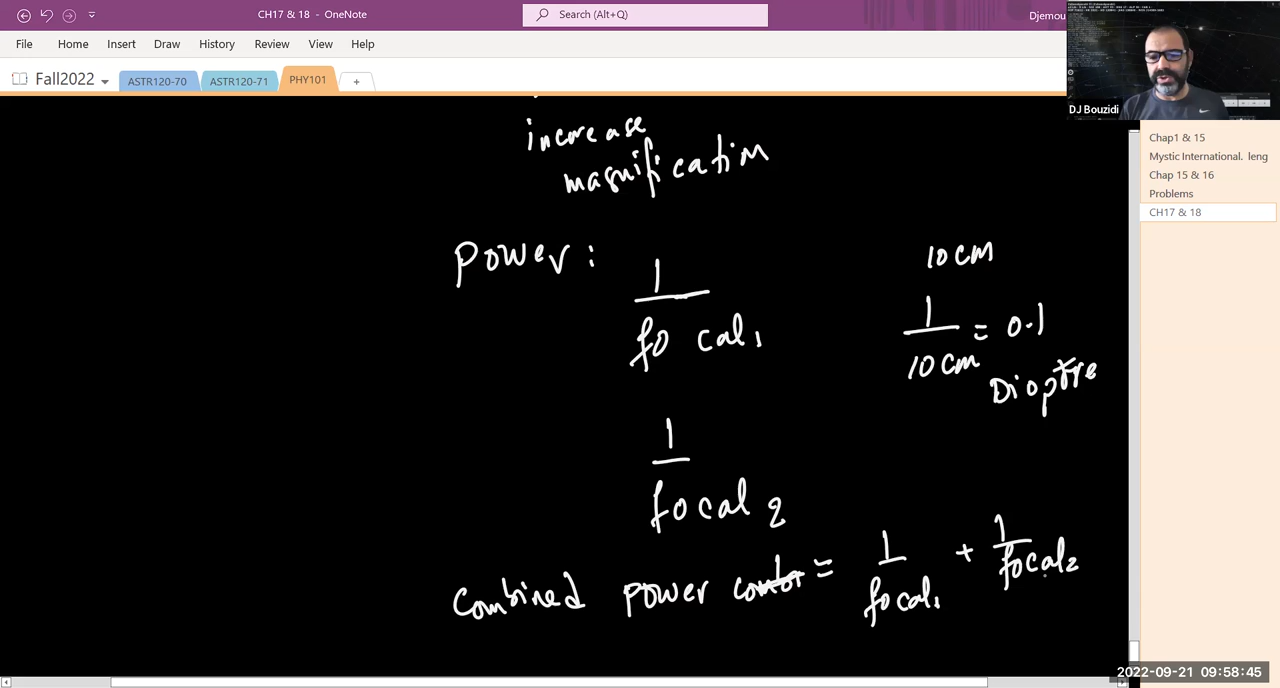 CH17 & 18 - OneNote
Search (Alt+Q)
Djemou
File Home Insert Draw History Review View Help
Fall2022
ASTR120-70
ASTR120-71
PHY101
DJ Bouzidi
Chap1 & 15
Mystic International. leng
Chap 15 & 16
Problems
CH17 & 18
increase
magnification
Power:
1
focal1
10 cm
1
10 cm
= 0.1
Dioptre
1
focal2
Combined power = 1/focal1 + 1/focal2
2022-09-21 09:58:45